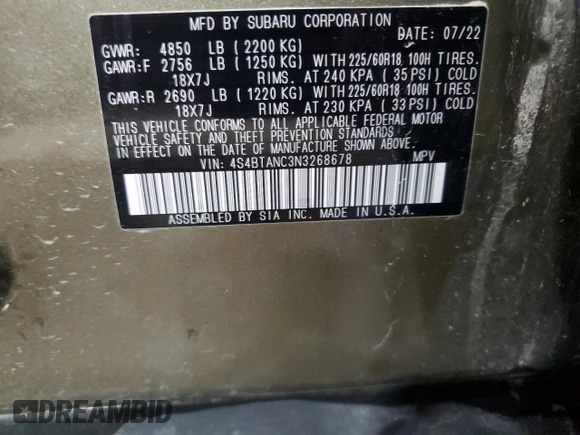 MFD BY SUBARU CORPORATION
DATE: 07/22
GVWR: 4850 LB (2200 KG)
GAWR:F 2756 LB (1250 KG) WITH 225/60R18, 100H TIRES.
18X7J RIMS. AT 240 KPA (35 PSI) COLD
GAWR:R 2690 LB (1220 KG) WITH 225/60R18, 100H TIRES.
18X7J RIMS. AT 230 KPA (33 PSI) COLD
THIS VEHICLE CONFORMS TO ALL APPLICABLE FEDERAL MOTOR
VEHICLE SAFETY AND THEFT PREVENTION STANDARDS
IN EFFECT ON THE DATE OF MANUFACTURE SHOWN ABOVE.
VIN: 4S4BTANC3N3268678 MPV
ASSEMBLED BY SIA INC. MADE IN U.S.A.
DREAMBID